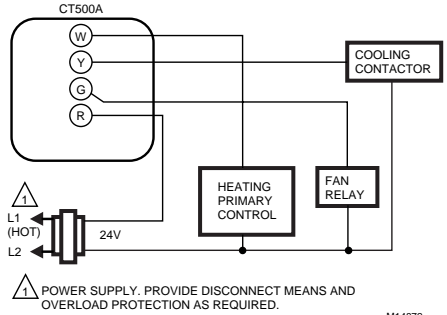 CT500A
W
Y
G
R
COOLING
CONTACTOR
HEATING
PRIMARY
CONTROL
FAN
RELAY
1
L1
(HOT)
L2
24V
1 POWER SUPPLY. PROVIDE DISCONNECT MEANS AND
OVERLOAD PROTECTION AS REQUIRED.